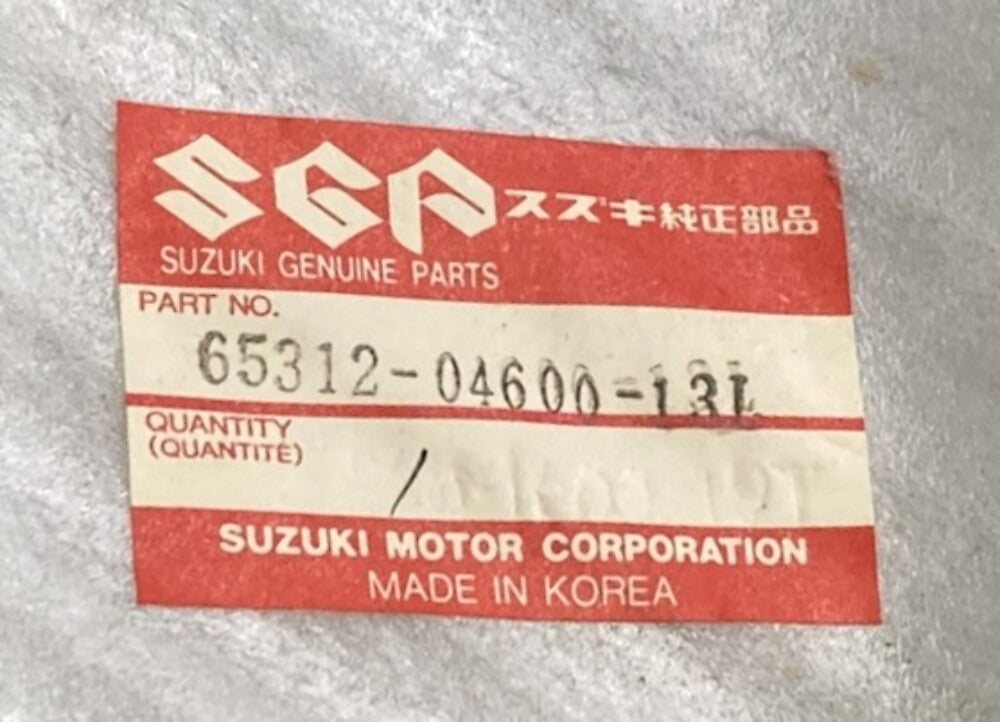 SGP スズキ純正部品
SUZUKI GENUINE PARTS
PART NO.
65312-04600-13L
QUANTITY
(QUANTITÉ)
/
SUZUKI MOTOR CORPORATION
MADE IN KOREA